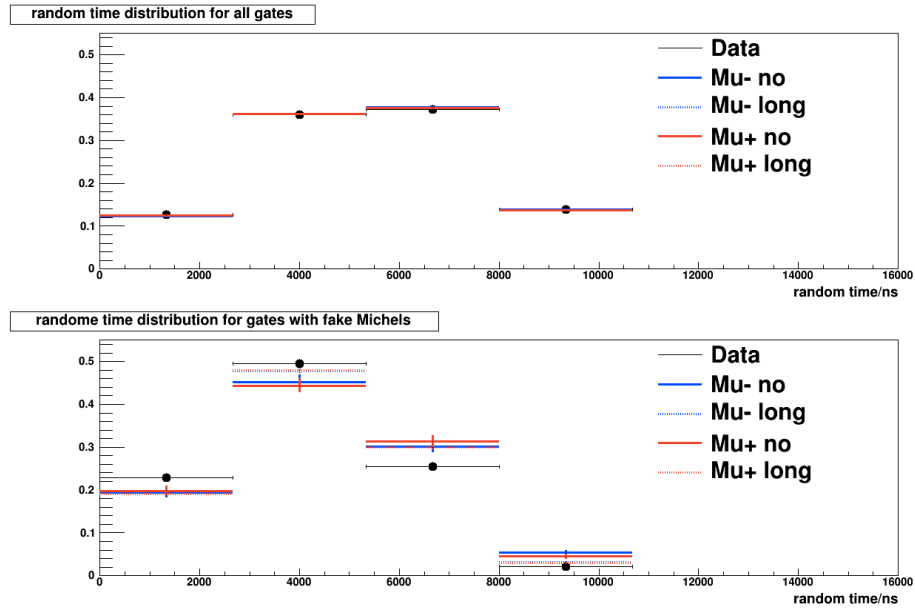 random time distribution for all gates
0.5
0.4
0.3
0.2
0.1
0
0 2000 4000 6000 8000 10000 12000 14000 16000
random time/ns
Data
Mu- no
Mu- long
Mu+ no
Mu+ long
randome time distribution for gates with fake Michels
0.5
0.4
0.3
0.2
0.1
0
0 2000 4000 6000 8000 10000 12000 14000 16000
random time/ns
Data
Mu- no
Mu- long
Mu+ no
Mu+ long